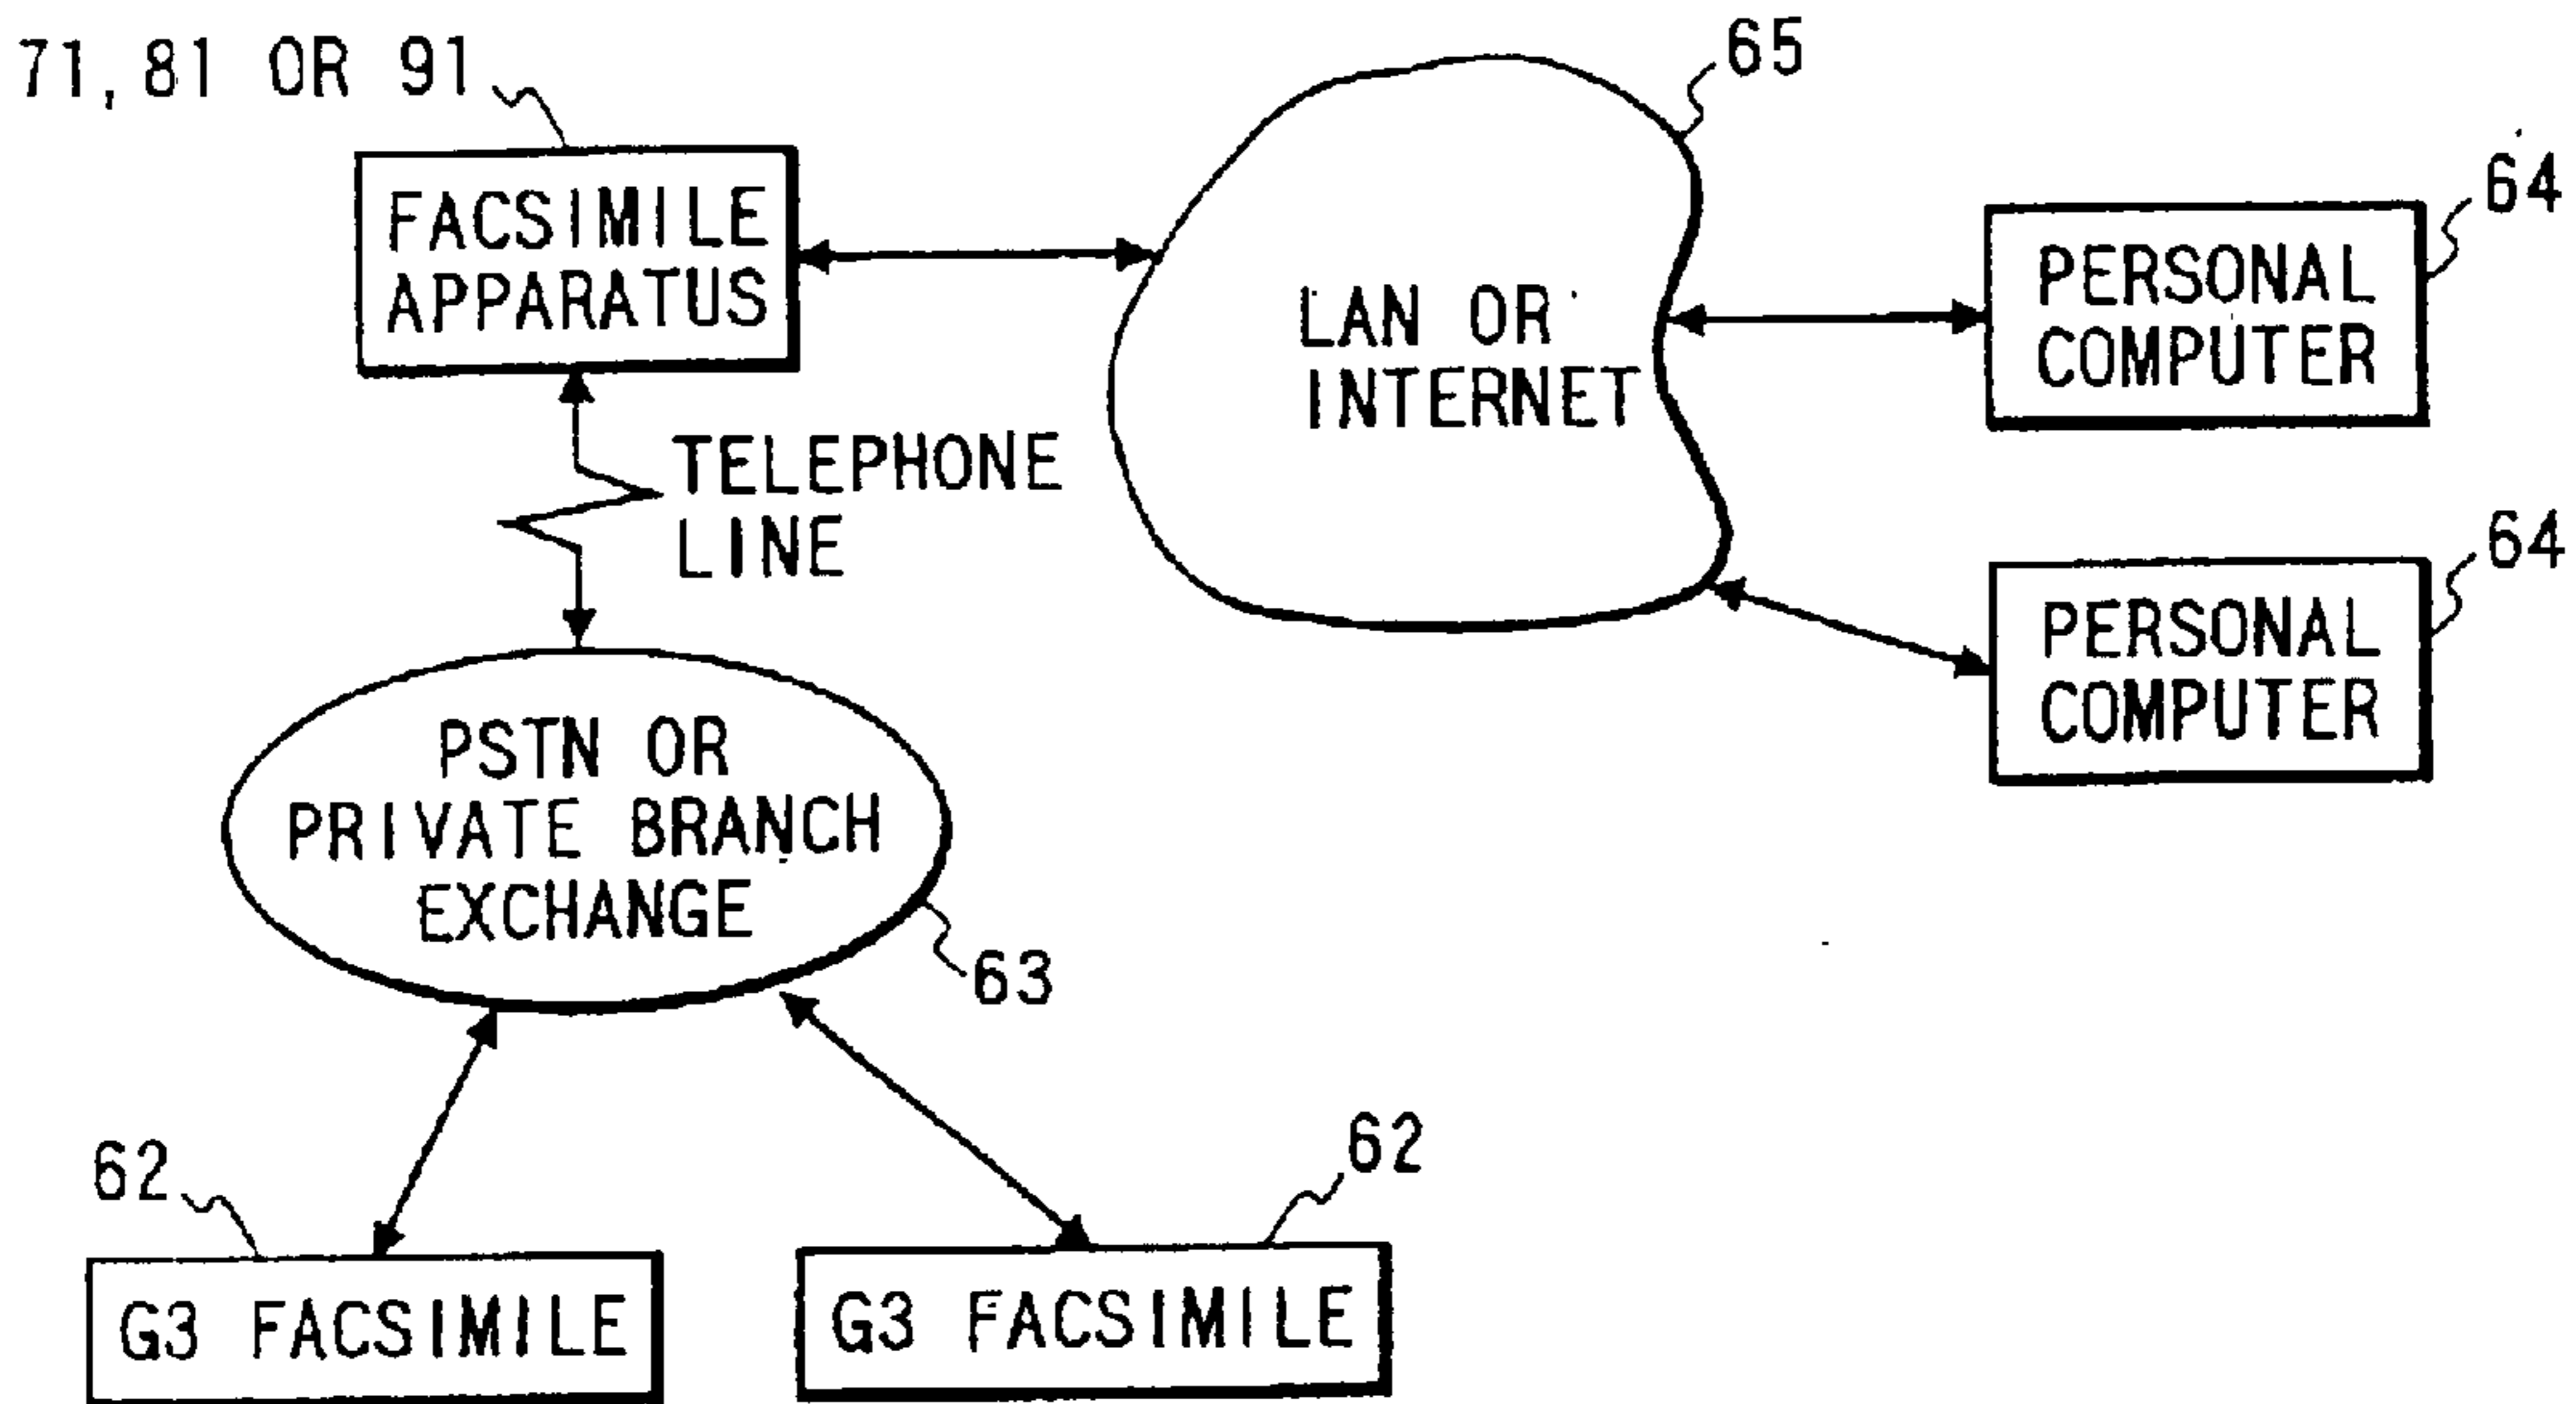 71, 81 OR 91
65
FACSIMILE
APPARATUS
64
PERSONAL
COMPUTER
LAN OR
INTERNET
TELEPHONE
LINE
64
PERSONAL
COMPUTER
PSTN OR
PRIVATE BRANCH
EXCHANGE
63
62
62
G3 FACSIMILE
G3 FACSIMILE